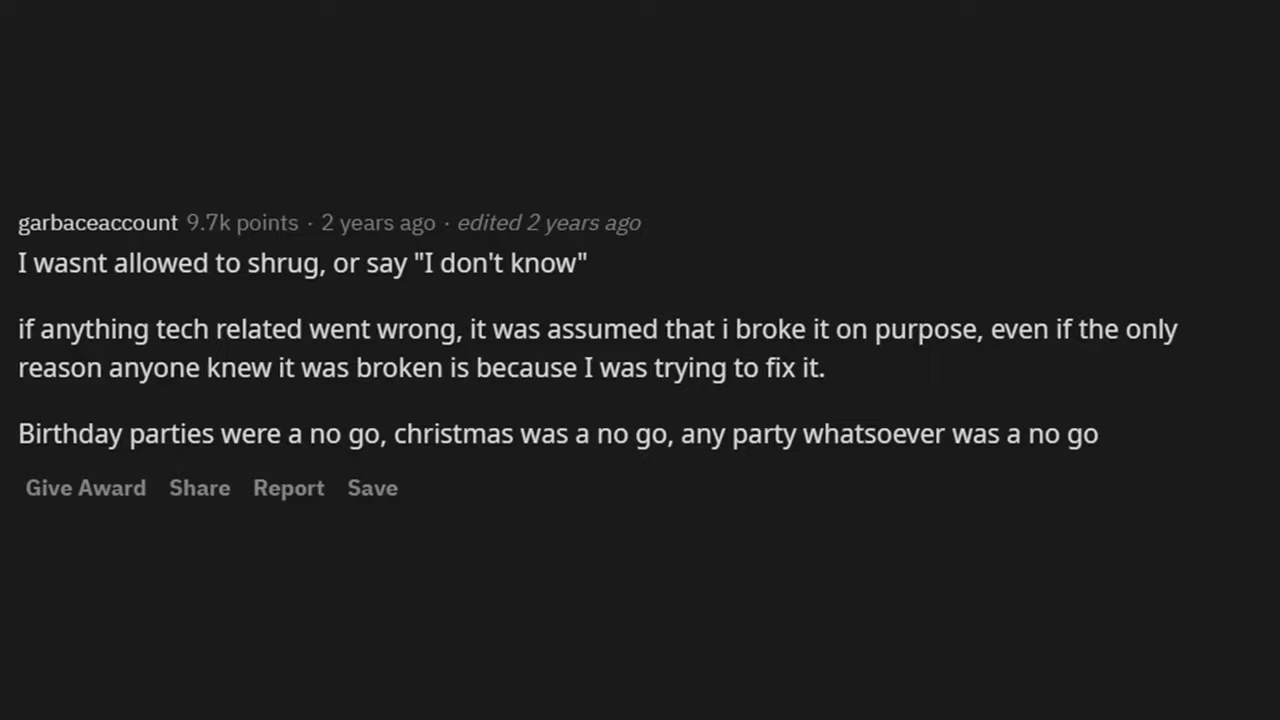 garbaceaccount 9.7k points · 2 years ago · edited 2 years ago
I wasnt allowed to shrug, or say "I don't know"
if anything tech related went wrong, it was assumed that i broke it on purpose, even if the only
reason anyone knew it was broken is because I was trying to fix it.
Birthday parties were a no go, christmas was a no go, any party whatsoever was a no go
Give Award Share Report Save